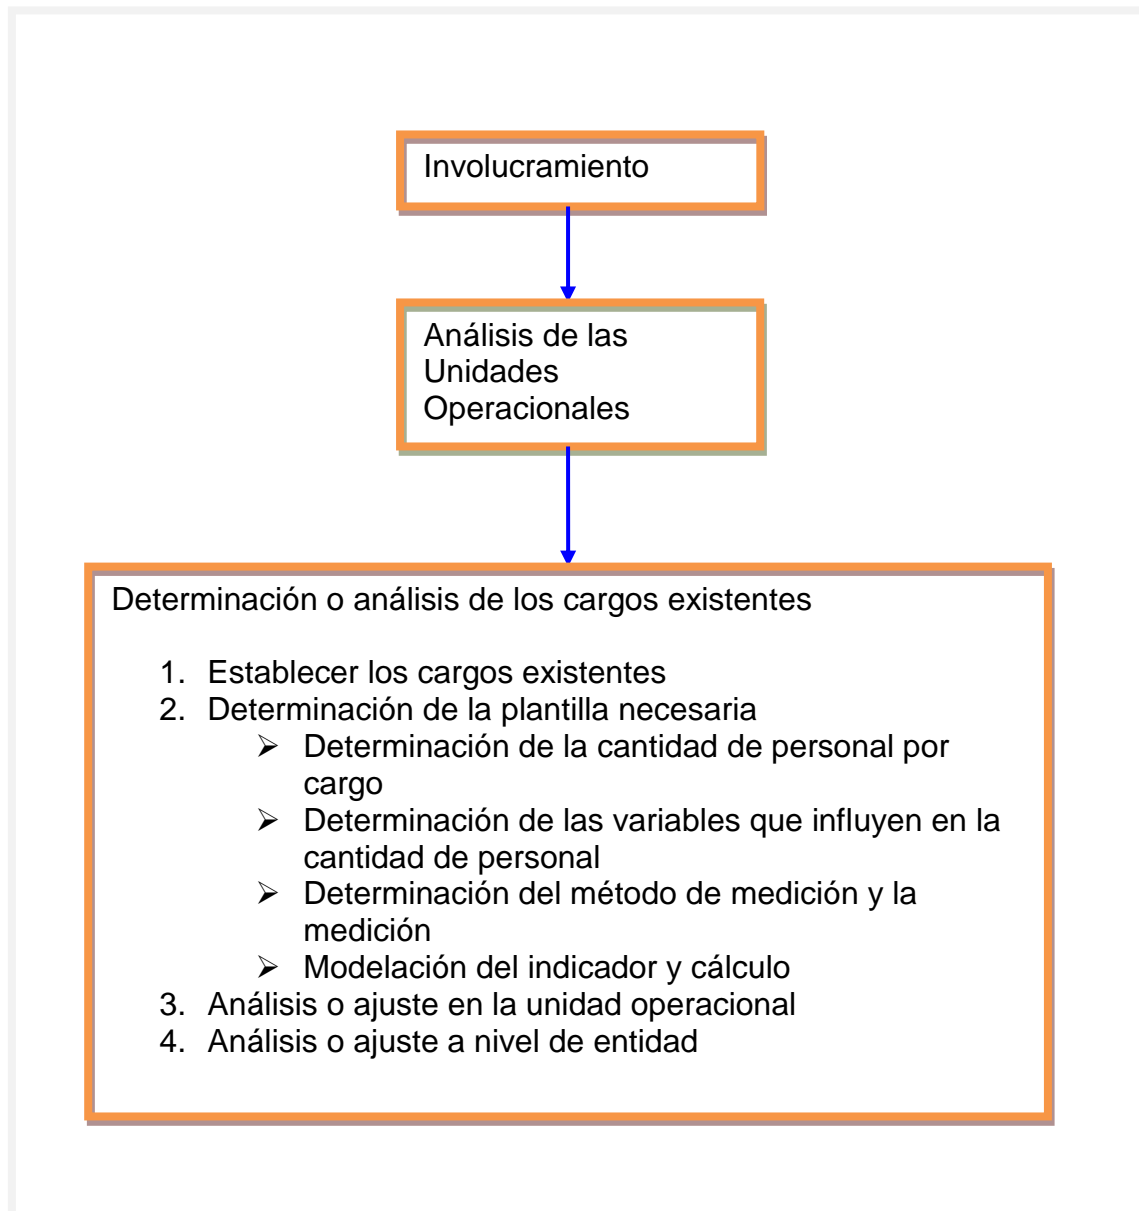 Involucramiento
Análisis de las
Unidades
Operacionales
Determinación o análisis de los cargos existentes
1. Establecer los cargos existentes
2. Determinación de la plantilla necesaria
➢ Determinación de la cantidad de personal por
cargo
➢ Determinación de las variables que influyen en la
cantidad de personal
➢ Determinación del método de medición y la
medición
➢ Modelación del indicador y cálculo
3. Análisis o ajuste en la unidad operacional
4. Análisis o ajuste a nivel de entidad